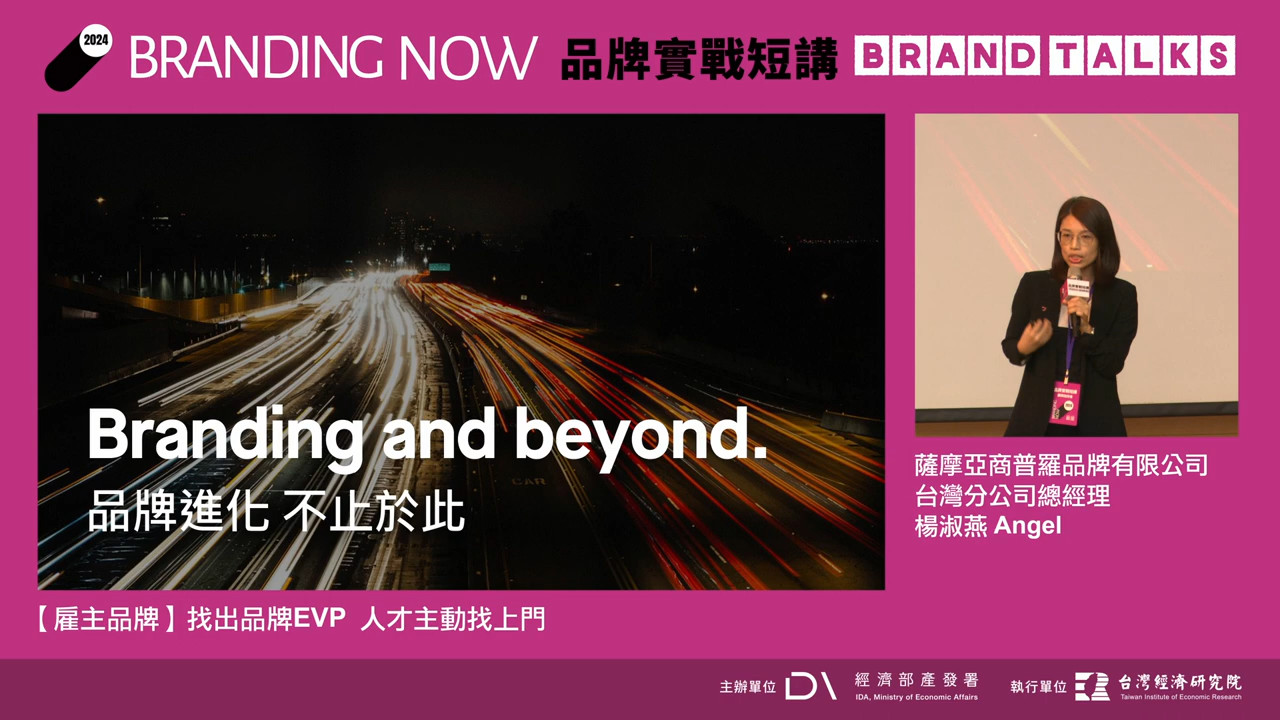 2024
BRANDING NOW 品牌實戰短講 BRAND TALKS
Branding and beyond.
品牌進化 不止於此
CAR
薩摩亞商普羅品牌有限公司
台灣分公司總經理
楊淑燕 Angel
【雇主品牌】找出品牌EVP 人才主動找上門
主辦單位 IDA 經濟部產業發展署
IDA, Ministry of Economic Affairs
執行單位 台灣經濟研究院
Taiwan Institute of Economic Research